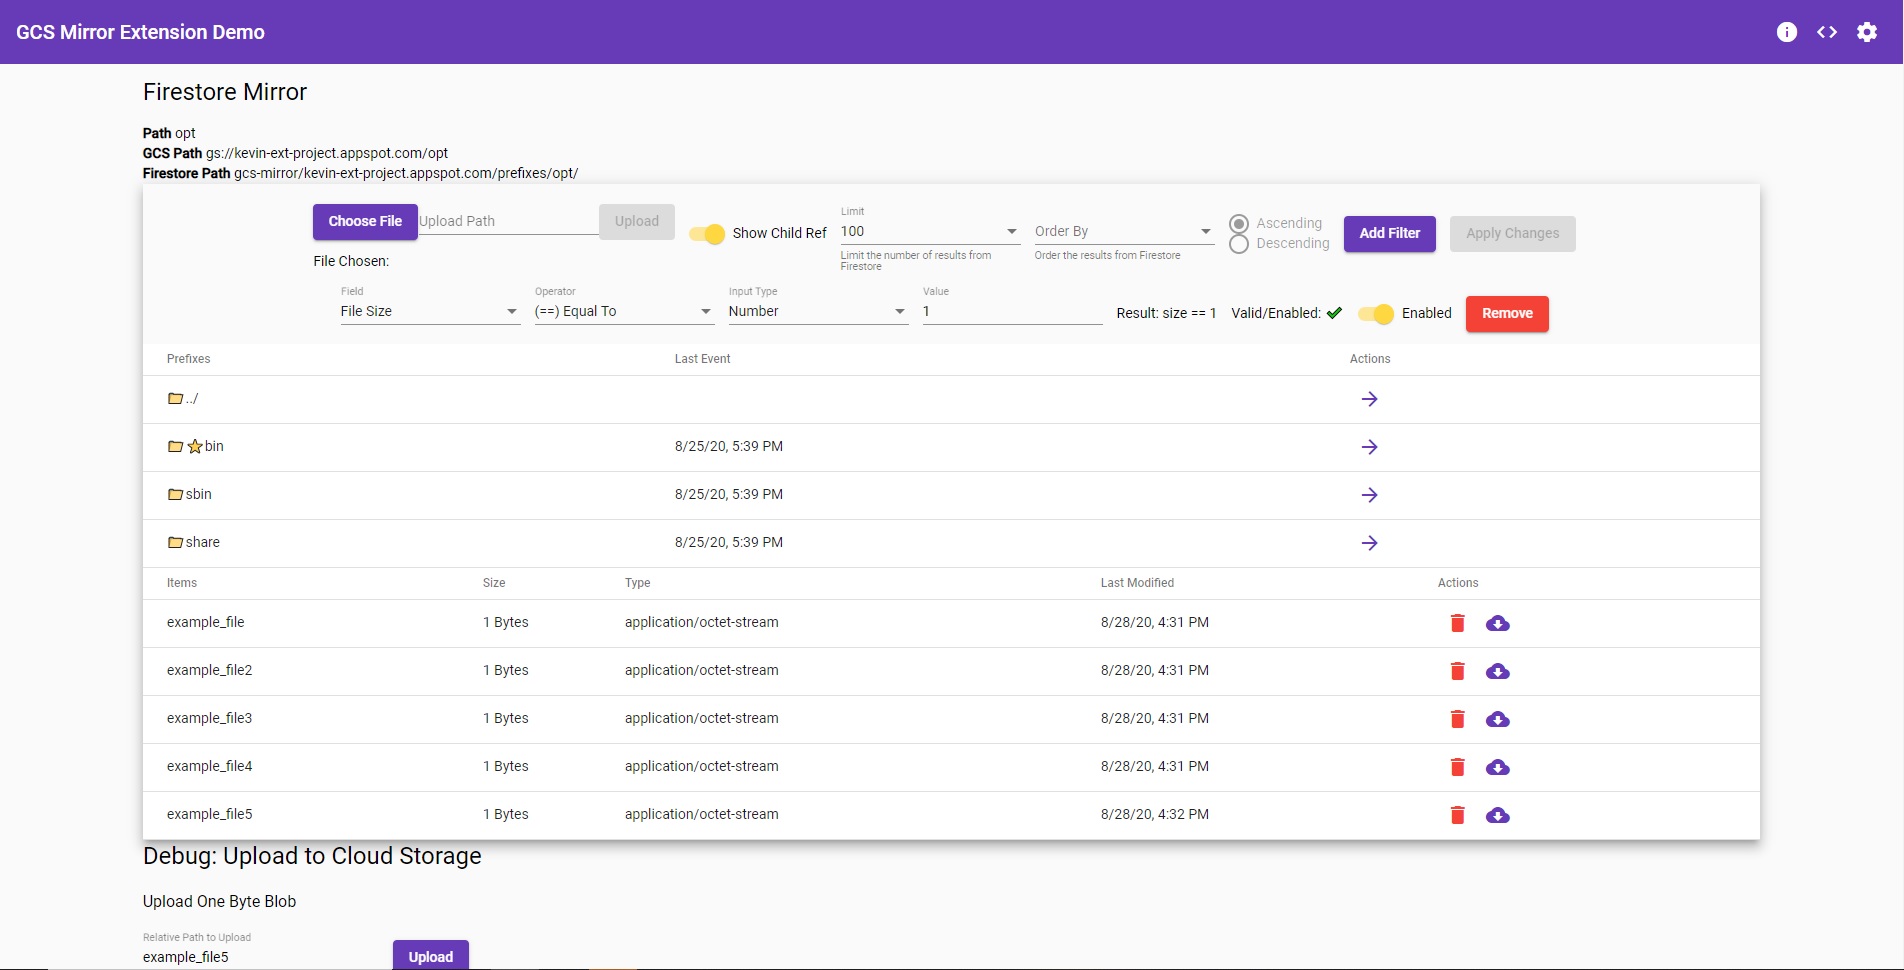 GCS Mirror Extension Demo
Firestore Mirror
Path opt
GCS Path gs://kevin-ext-project.appspot.com/opt
Firestore Path gcs-mirror/kevin-ext-project.appspot.com/prefixes/opt/
Choose File Upload Path Upload
File Chosen:
Show Child Ref
Limit
100
Limit the number of results from
Firestore
Order By
Order the results from Firestore
Ascending
Descending
Add Filter Apply Changes
Field Operator Input Type Value
File Size (==) Equal To Number 1 Result: size == 1 Valid/Enabled: Enabled Remove
Prefixes Last Event Actions
../
bin 8/25/20, 5:39 PM
sbin 8/25/20, 5:39 PM
share 8/25/20, 5:39 PM
Items Size Type Last Modified Actions
example_file 1 Bytes application/octet-stream 8/28/20, 4:31 PM
example_file2 1 Bytes application/octet-stream 8/28/20, 4:31 PM
example_file3 1 Bytes application/octet-stream 8/28/20, 4:31 PM
example_file4 1 Bytes application/octet-stream 8/28/20, 4:31 PM
example_file5 1 Bytes application/octet-stream 8/28/20, 4:32 PM
Debug: Upload to Cloud Storage
Upload One Byte Blob
Relative Path to Upload
example_file5 Upload